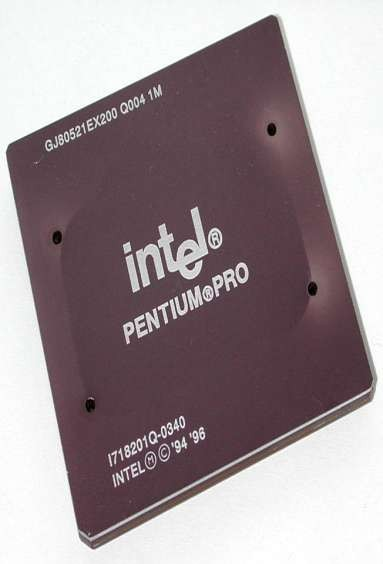 GJ80521EX200 Q004 1M
intel®
PENTIUM®PRO
I718201Q-0340
INTEL Ⓜ © '94 '96